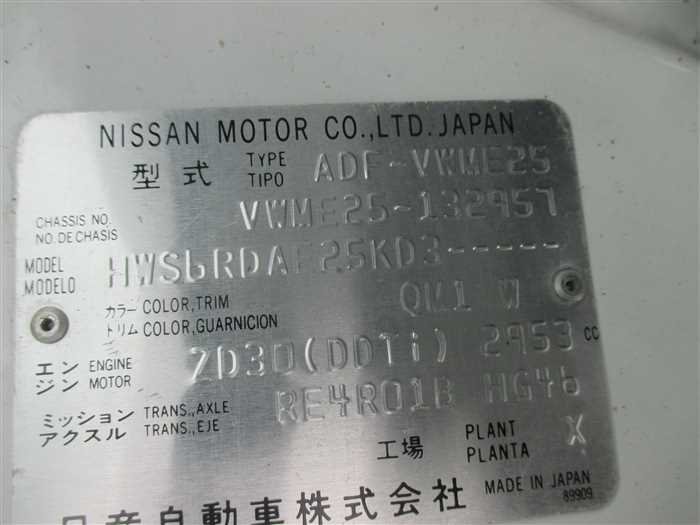 NISSAN MOTOR CO.,LTD. JAPAN
型式 TYPE TIPO ADF-VWME25
CHASSIS NO. NO. DE CHASIS VWME25-132957
MODEL MODELO HWS6RDAE25KD3-----
カラー COLOR,TRIM QM1 W
トリム COLOR,GUARNICION
エンジン ENGINE MOTOR ZD30(DDTi) 2953 cc
ミッション TRANS.,AXLE RE4R01B HG46
アクスル TRANS.,EJE
工場 PLANT PLANTA X
日産自動車株式会社 MADE IN JAPAN
89909